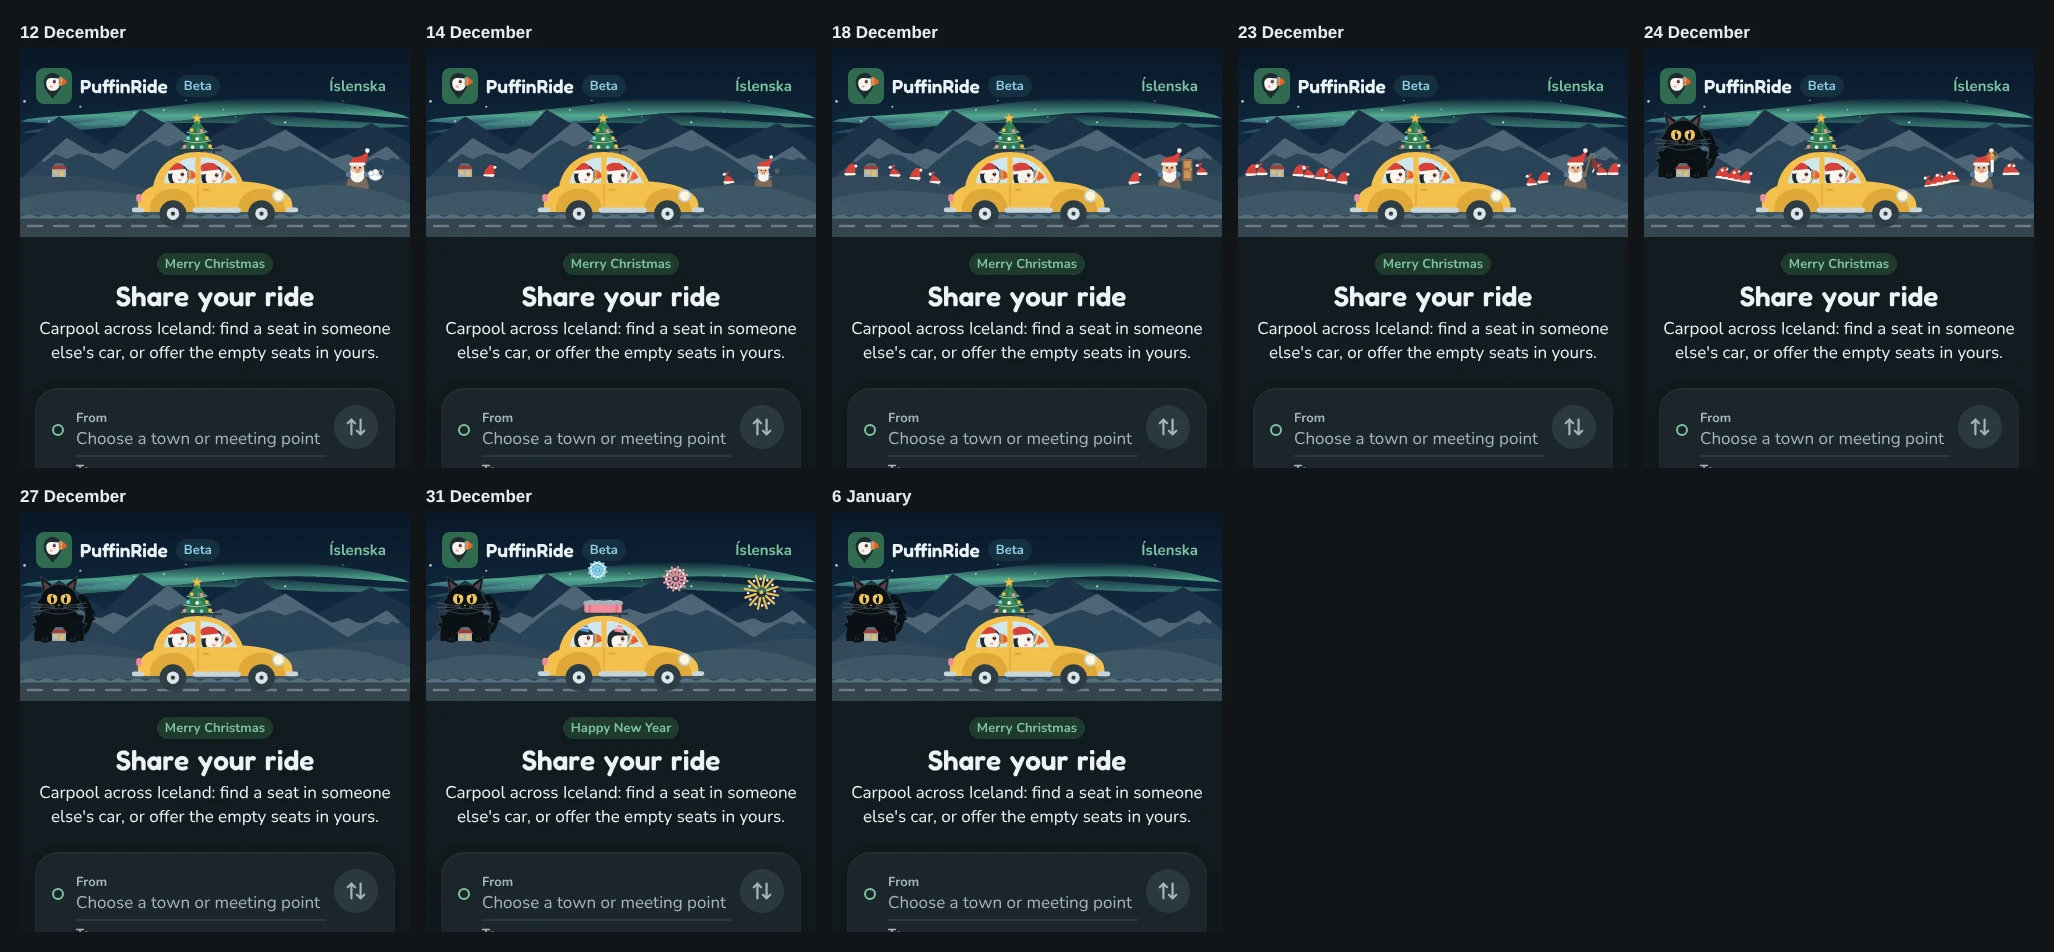 12 December
PuffinRide Beta Íslenska
Merry Christmas
Share your ride
Carpool across Iceland: find a seat in someone
else's car, or offer the empty seats in yours.
From
Choose a town or meeting point
14 December
PuffinRide Beta Íslenska
Merry Christmas
Share your ride
Carpool across Iceland: find a seat in someone
else's car, or offer the empty seats in yours.
From
Choose a town or meeting point
18 December
PuffinRide Beta Íslenska
Merry Christmas
Share your ride
Carpool across Iceland: find a seat in someone
else's car, or offer the empty seats in yours.
From
Choose a town or meeting point
23 December
PuffinRide Beta Íslenska
Merry Christmas
Share your ride
Carpool across Iceland: find a seat in someone
else's car, or offer the empty seats in yours.
From
Choose a town or meeting point
24 December
PuffinRide Beta Íslenska
Merry Christmas
Share your ride
Carpool across Iceland: find a seat in someone
else's car, or offer the empty seats in yours.
From
Choose a town or meeting point
27 December
PuffinRide Beta Íslenska
Merry Christmas
Share your ride
Carpool across Iceland: find a seat in someone
else's car, or offer the empty seats in yours.
From
Choose a town or meeting point
31 December
PuffinRide Beta Íslenska
Happy New Year
Share your ride
Carpool across Iceland: find a seat in someone
else's car, or offer the empty seats in yours.
From
Choose a town or meeting point
6 January
PuffinRide Beta Íslenska
Merry Christmas
Share your ride
Carpool across Iceland: find a seat in someone
else's car, or offer the empty seats in yours.
From
Choose a town or meeting point